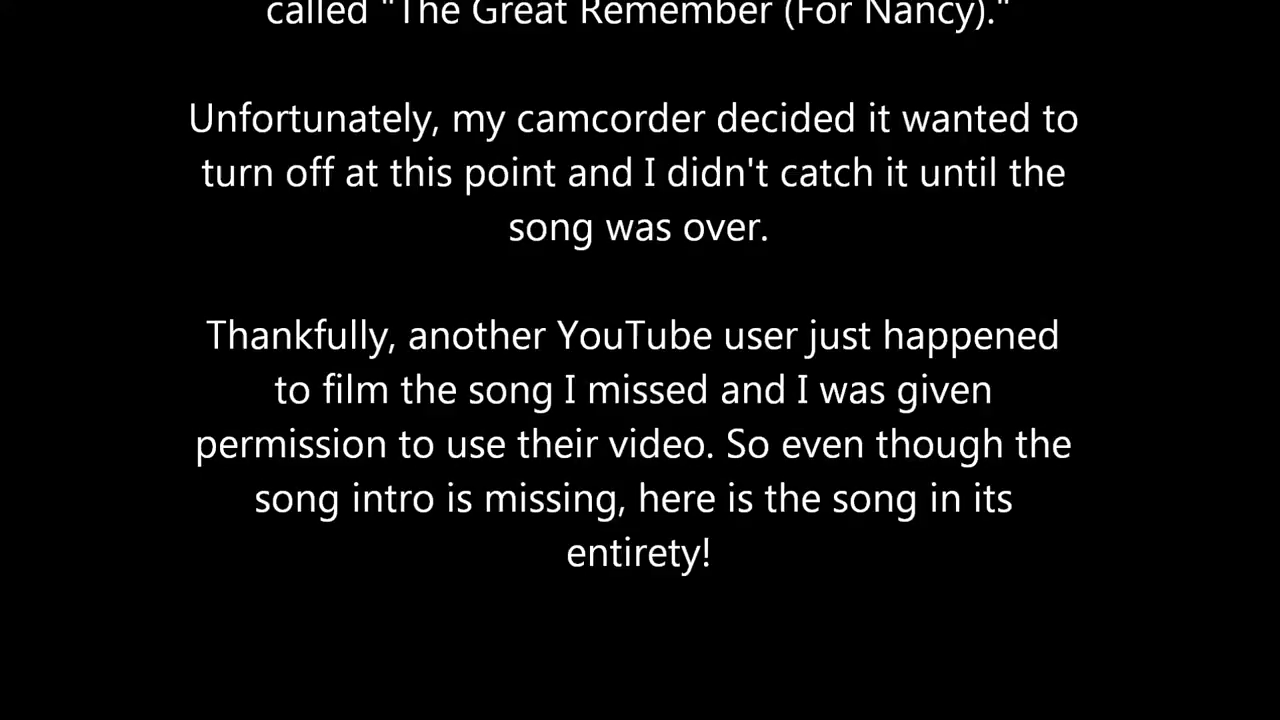 called "The Great Remember (For Nancy)."
Unfortunately, my camcorder decided it wanted to
turn off at this point and I didn't catch it until the
song was over.
Thankfully, another YouTube user just happened
to film the song I missed and I was given
permission to use their video. So even though the
song intro is missing, here is the song in its
entirety!